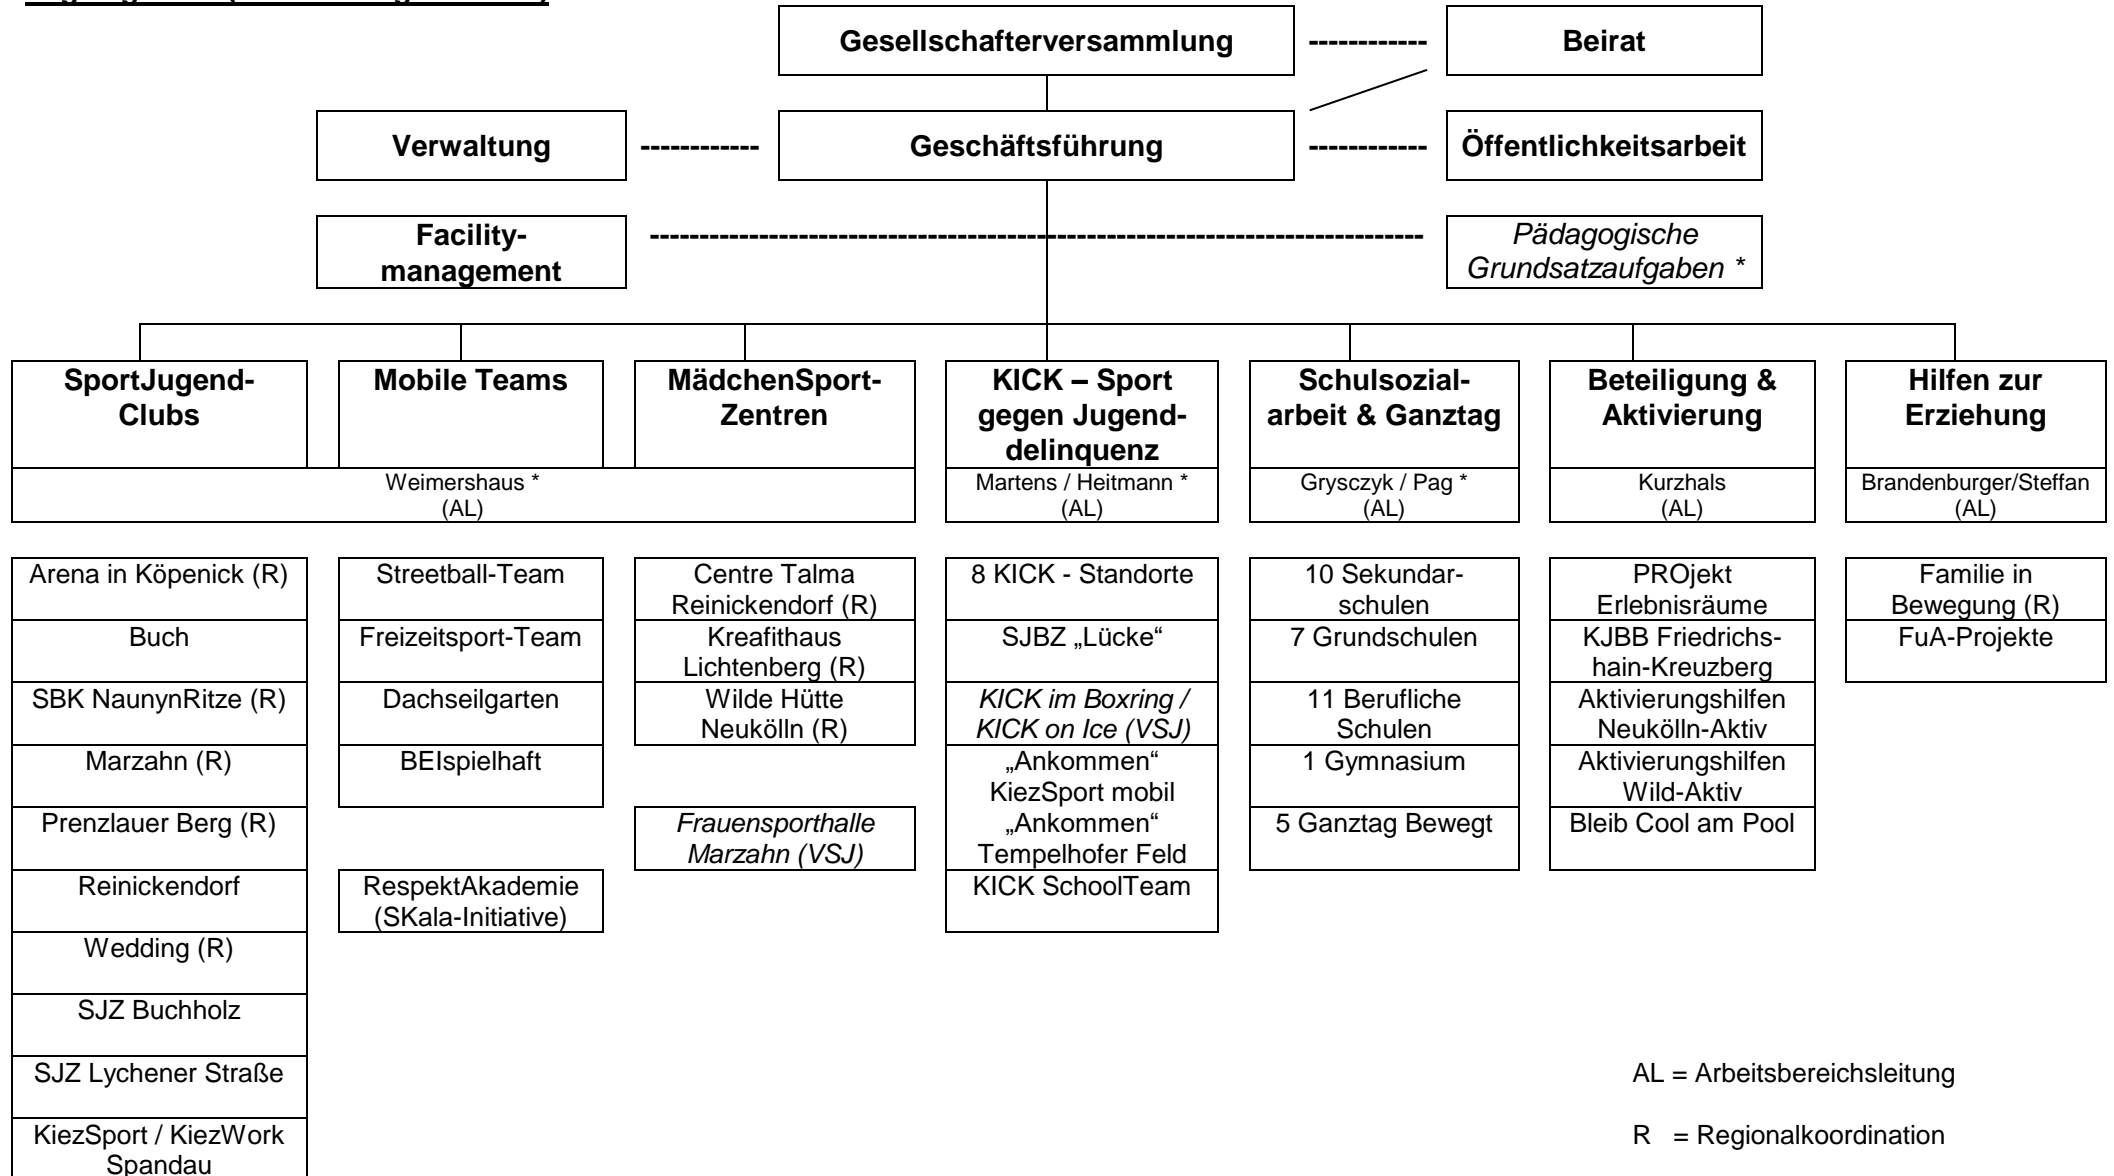 Gesellschafterversammlung
Beirat
Verwaltung
Geschäftsführung
Öffentlichkeitsarbeit
Facility-
management
Pädagogische
Grundsatzaufgaben *
SportJugend-
Clubs
Mobile Teams
MädchenSport-
Zentren
KICK – Sport
gegen Jugend-
delinquenz
Schulsozial-
arbeit & Ganztag
Beteiligung &
Aktivierung
Hilfen zur
Erziehung
Weimershaus *
(AL)
Martens / Heitmann *
(AL)
Grysczyk / Pag *
(AL)
Kurzhals
(AL)
Brandenburger/Steffan
(AL)
Arena in Köpenick (R)
Buch
SBK NaunynRitze (R)
Marzahn (R)
Prenzlauer Berg (R)
Reinickendorf
Wedding (R)
SJZ Buchholz
SJZ Lychener Straße
KiezSport / KiezWork
Spandau
Streetball-Team
Freizeitsport-Team
Dachseilgarten
BEIspielhaft
RespektAkademie
(SKala-Initiative)
Centre Talma
Reinickendorf (R)
Kreafithaus
Lichtenberg (R)
Wilde Hütte
Neukölln (R)
Frauensporthalle
Marzahn (VSJ)
8 KICK - Standorte
SJBZ „Lücke“
KICK im Boxring /
KICK on Ice (VSJ)
„Ankommen“
KiezSport mobil
„Ankommen“
Tempelhofer Feld
KICK SchoolTeam
10 Sekundar-
schulen
7 Grundschulen
11 Berufliche
Schulen
1 Gymnasium
5 Ganztag Bewegt
PROjekt
Erlebnisräume
KJBB Friedrichs-
hain-Kreuzberg
Aktivierungshilfen
Neukölln-Aktiv
Aktivierungshilfen
Wild-Aktiv
Bleib Cool am Pool
Familie in
Bewegung (R)
FuA-Projekte
AL = Arbeitsbereichsleitung
R = Regionalkoordination